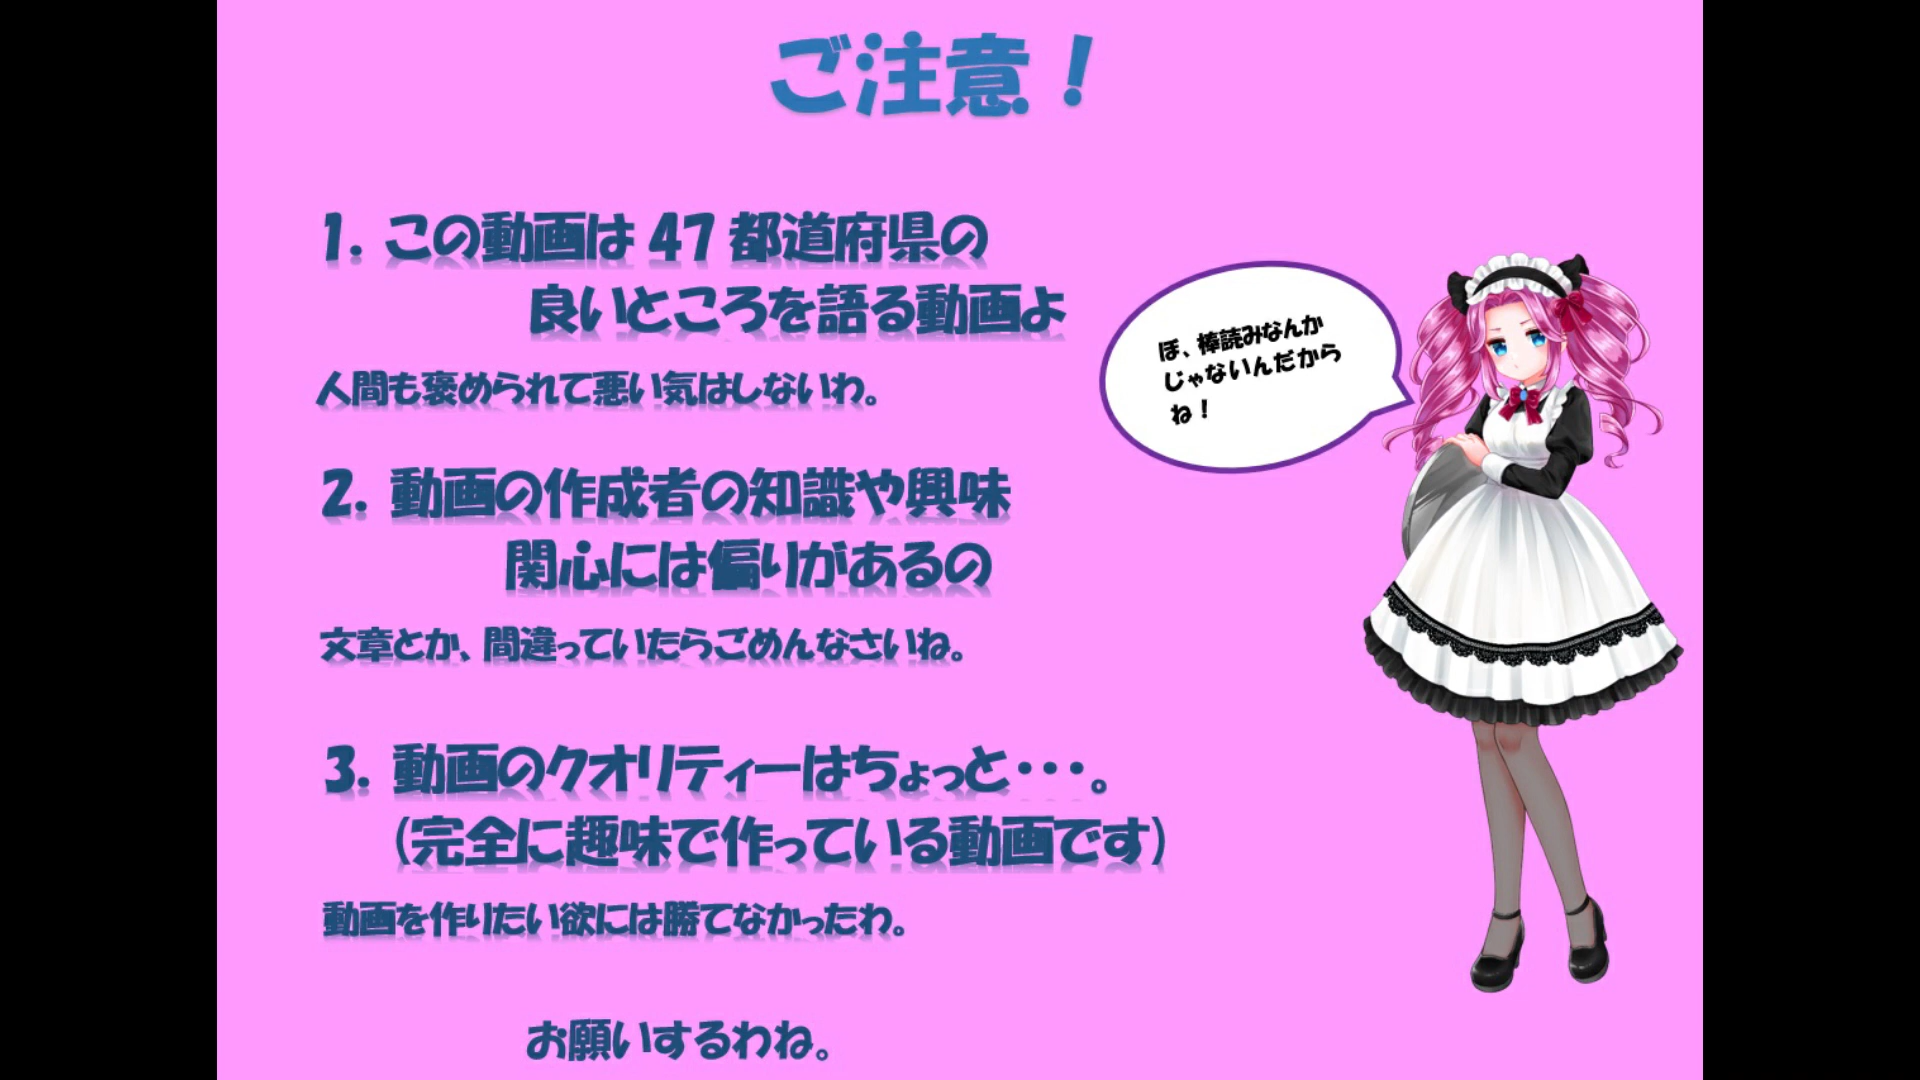 ご注意！
1. この動画は 47 都道府県の
良いところを語る動画よ
人間も褒められて悪い気はしないわ。
ほ、棒読みなんか
じゃないんだから
ね！
2. 動画の作成者の知識や興味
関心には偏りがあるの
文章とか、間違っていたらごめんなさいね。
3. 動画のクオリティーはちょっと・・・。
(完全に趣味で作っている動画です)
動画を作りたい欲には勝てなかったわ。
お願いするわね。